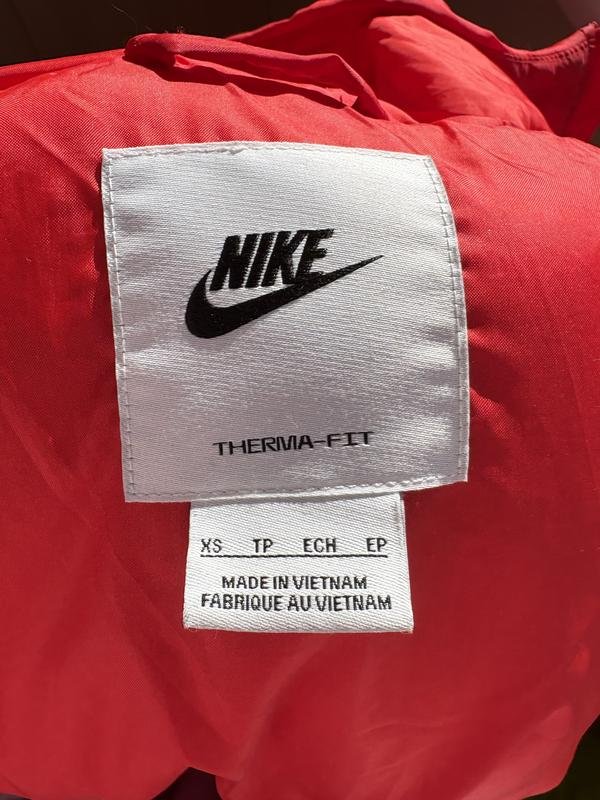 NIKE
THERMA-FIT
XS TP ECH EP
MADE IN VIETNAM
FABRIQUE AU VIETNAM